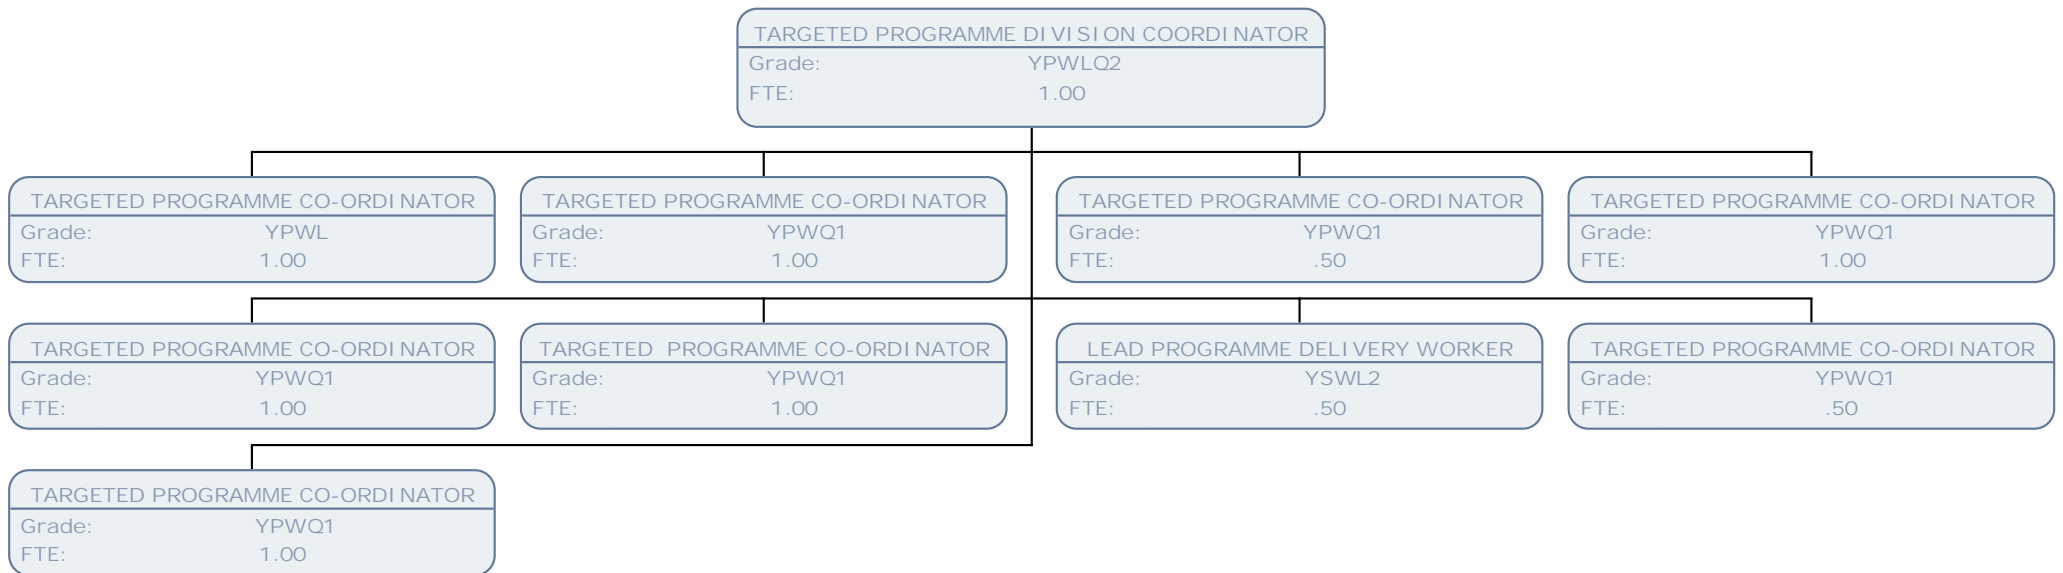 TARGETED PROGRAMME DIVISION COORDINATOR
Grade: YPWLQ2
FTE: 1.00
TARGETED PROGRAMME CO-ORDINATOR
Grade: YPWL
FTE: 1.00
TARGETED PROGRAMME CO-ORDINATOR
Grade: YPWQ1
FTE: 1.00
TARGETED PROGRAMME CO-ORDINATOR
Grade: YPWQ1
FTE: .50
TARGETED PROGRAMME CO-ORDINATOR
Grade: YPWQ1
FTE: 1.00
TARGETED PROGRAMME CO-ORDINATOR
Grade: YPWQ1
FTE: 1.00
TARGETED PROGRAMME CO-ORDINATOR
Grade: YPWQ1
FTE: 1.00
LEAD PROGRAMME DELIVERY WORKER
Grade: YSWL2
FTE: .50
TARGETED PROGRAMME CO-ORDINATOR
Grade: YPWQ1
FTE: .50
TARGETED PROGRAMME CO-ORDINATOR
Grade: YPWQ1
FTE: 1.00